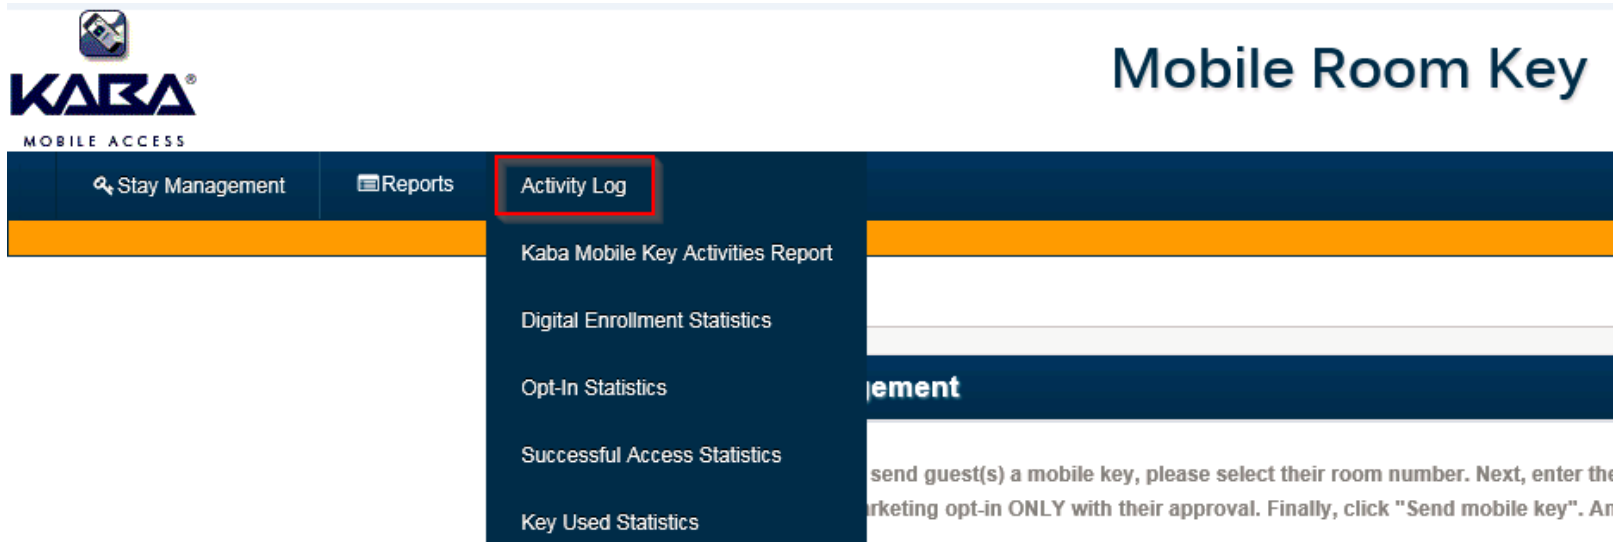 KABA®
MOBILE ACCESS
Mobile Room Key
Stay Management
Reports
Activity Log
Kaba Mobile Key Activities Report
Digital Enrollment Statistics
Opt-In Statistics
Successful Access Statistics
Key Used Statistics
gement
send guest(s) a mobile key, please select their room number. Next, enter the
rketing opt-in ONLY with their approval. Finally, click "Send mobile key". An